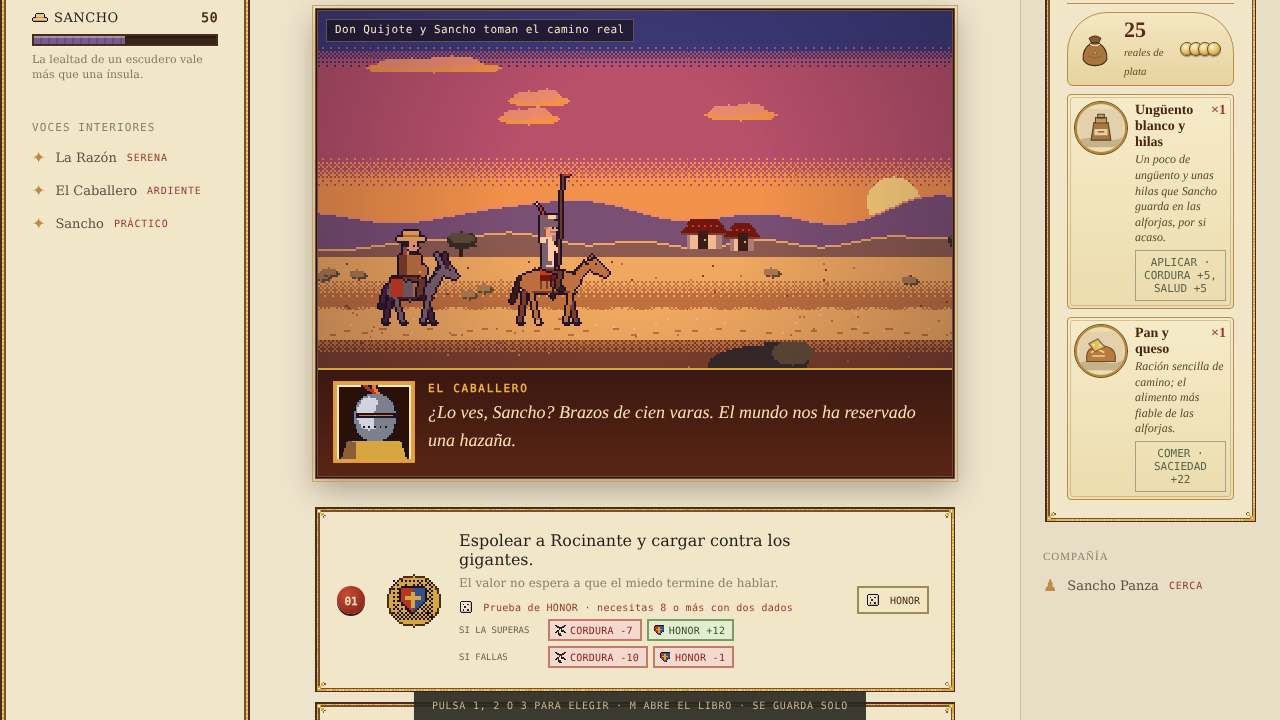 SANCHO 50
La lealtad de un escudero vale
más que una ínsula.
VOCES INTERIORES
La Razón SERENA
El Caballero ARDIENTE
Sancho PRÁCTICO
Don Quijote y Sancho toman el camino real
EL CABALLERO
¿Lo ves, Sancho? Brazos de cien varas. El mundo nos ha reservado
una hazaña.
01
Espolear a Rocinante y cargar contra los
gigantes.
El valor no espera a que el miedo termine de hablar.
Prueba de HONOR · necesitas 8 o más con dos dados
SI LA SUPERAS CORDURA -7 HONOR +12
SI FALLAS CORDURA -10 HONOR -1
HONOR
PULSA 1, 2 O 3 PARA ELEGIR · M ABRE EL LIBRO · SE GUARDA SOLO
25
reales de
plata
Ungüento ×1
blanco y
hilas
Un poco de
ungüento y unas
hilas que Sancho
guarda en las
alforjas, por si
acaso.
APLICAR ·
CORDURA +5,
SALUD +5
Pan y ×1
queso
Ración sencilla de
camino; el
alimento más
fiable de las
alforjas.
COMER ·
SACIEDAD
+22
COMPAÑÍA
Sancho Panza CERCA